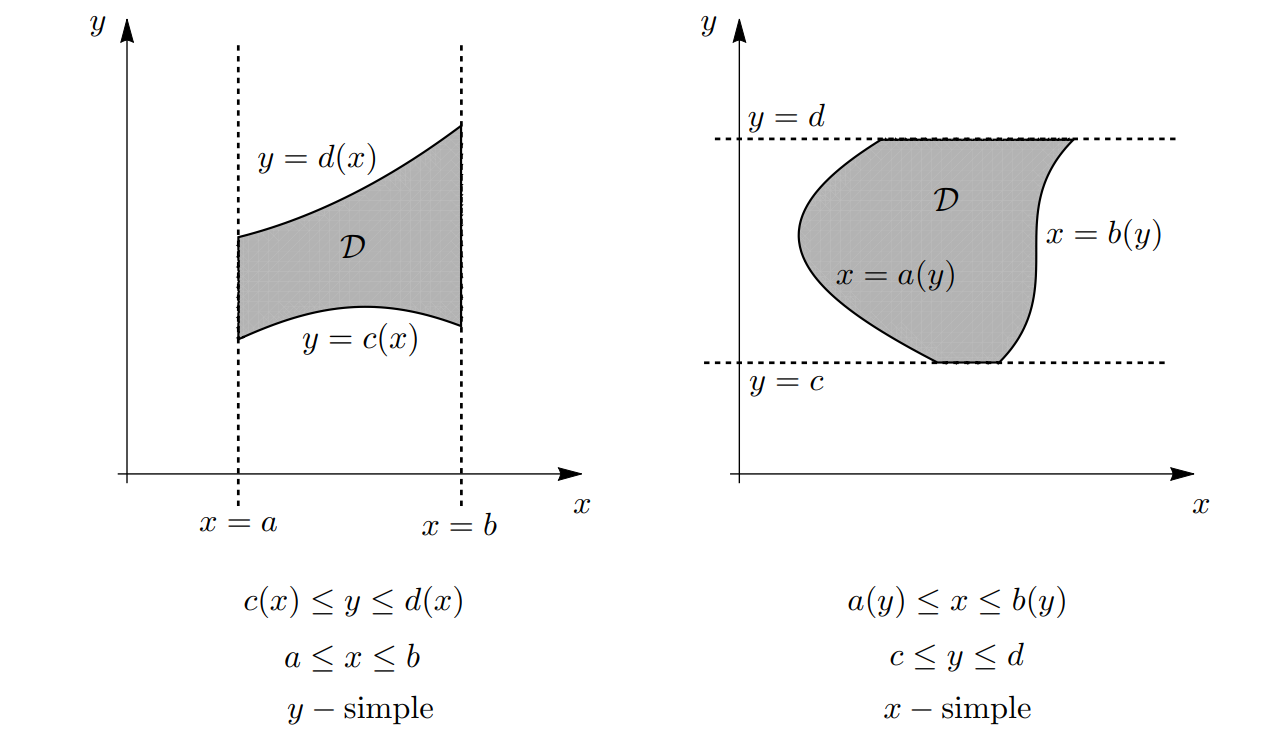 y
y = d(x)
𝒟
y = c(x)
x
x = a
x = b
c(x) ≤ y ≤ d(x)
a ≤ x ≤ b
y − simple
y
y = d
𝒟
x = b(y)
x = a(y)
y = c
x
a(y) ≤ x ≤ b(y)
c ≤ y ≤ d
x − simple